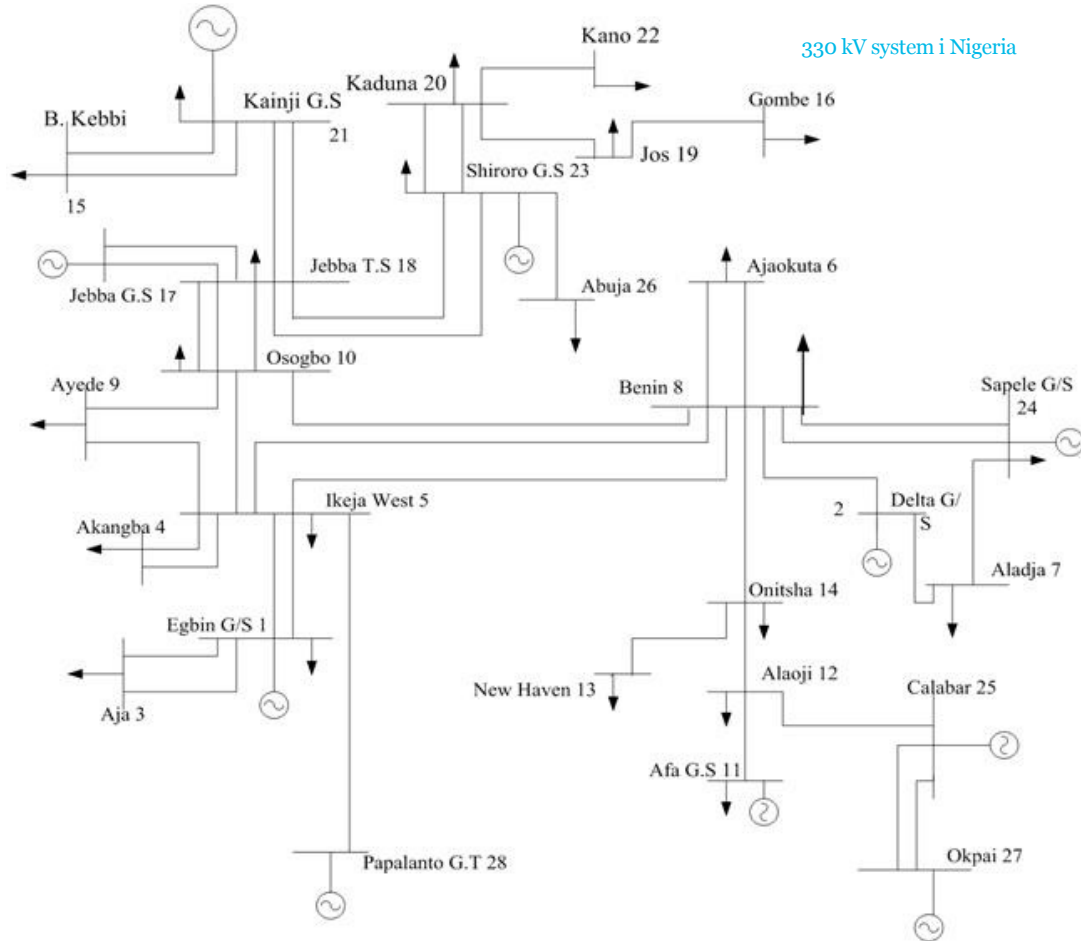 330 kV system i Nigeria
Kano 22
Kaduna 20
Gombe 16
Kainji G.S
21
B. Kebbi
15
Jos 19
Shiroro G.S 23
Jebba T.S 18
Jebba G.S 17
Ajaokuta 6
Abuja 26
Osogbo 10
Ayede 9
Benin 8
Sapele G/S
24
Ikeja West 5
2
Delta G/
S
Akangba 4
Aladja 7
Onitsha 14
Egbin G/S 1
Aja 3
New Haven 13
Alaoji 12
Calabar 25
Afa G.S 11
Papalanto G.T 28
Okpai 27